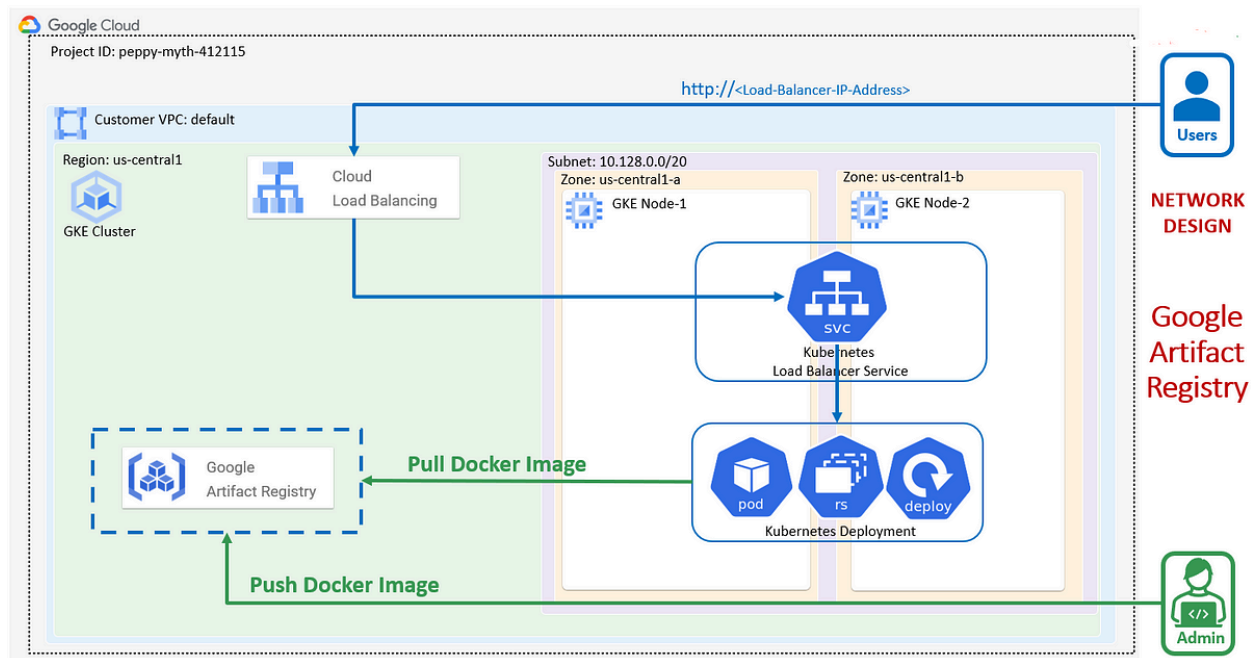 Google Cloud
Project ID: peppy-myth-412115
http://<Load-Balancer-IP-Address>
Users
Customer VPC: default
Region: us-central1
GKE Cluster
Cloud
Load Balancing
Subnet: 10.128.0.0/20
Zone: us-central1-a
GKE Node-1
Zone: us-central1-b
GKE Node-2
NETWORK
DESIGN
svc
Kubernetes
Load Balancer Service
Google
Artifact
Registry
Google
Artifact Registry
Pull Docker Image
pod
rs
deploy
Kubernetes Deployment
Push Docker Image
Admin